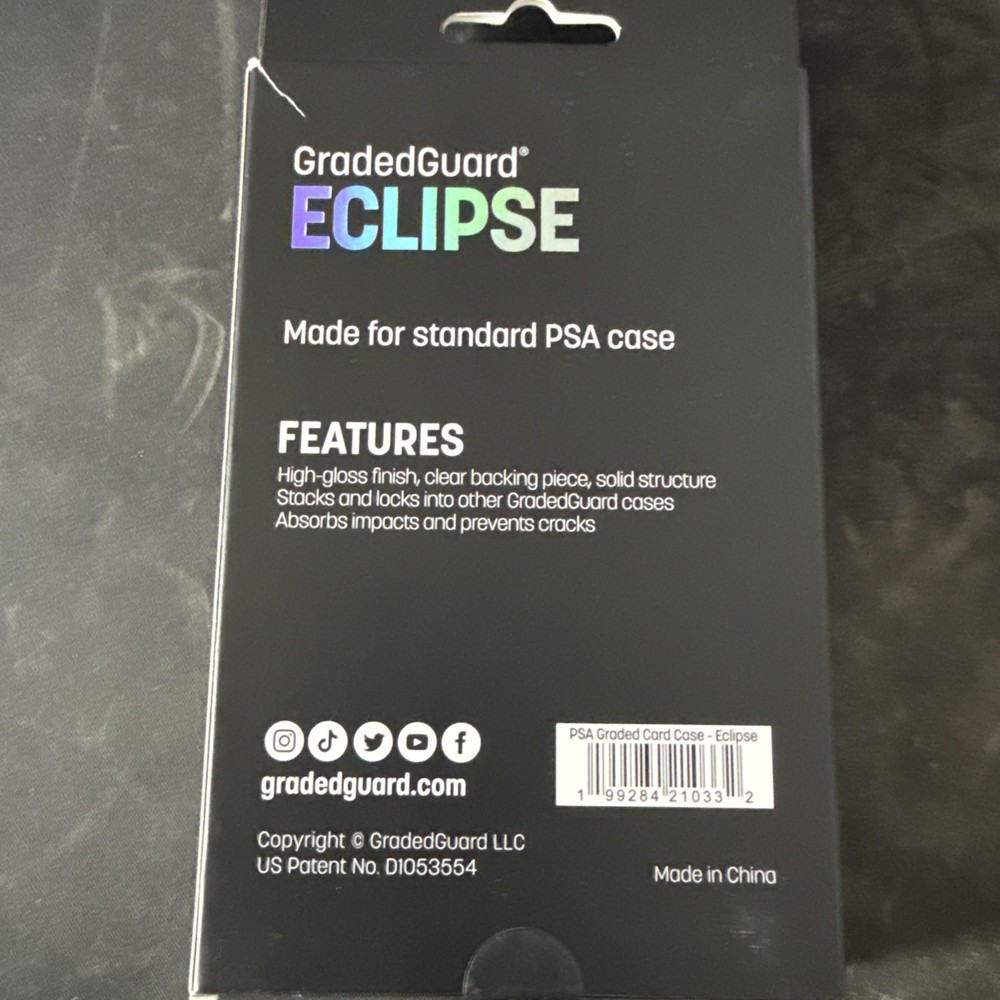 GradedGuard®
ECLIPSE
Made for standard PSA case
FEATURES
High-gloss finish, clear backing piece, solid structure
Stacks and locks into other GradedGuard cases
Absorbs impacts and prevents cracks
gradedguard.com
PSA Graded Card Case - Eclipse
1 99284 21033 2
Copyright © GradedGuard LLC
US Patent No. D1053554
Made in China